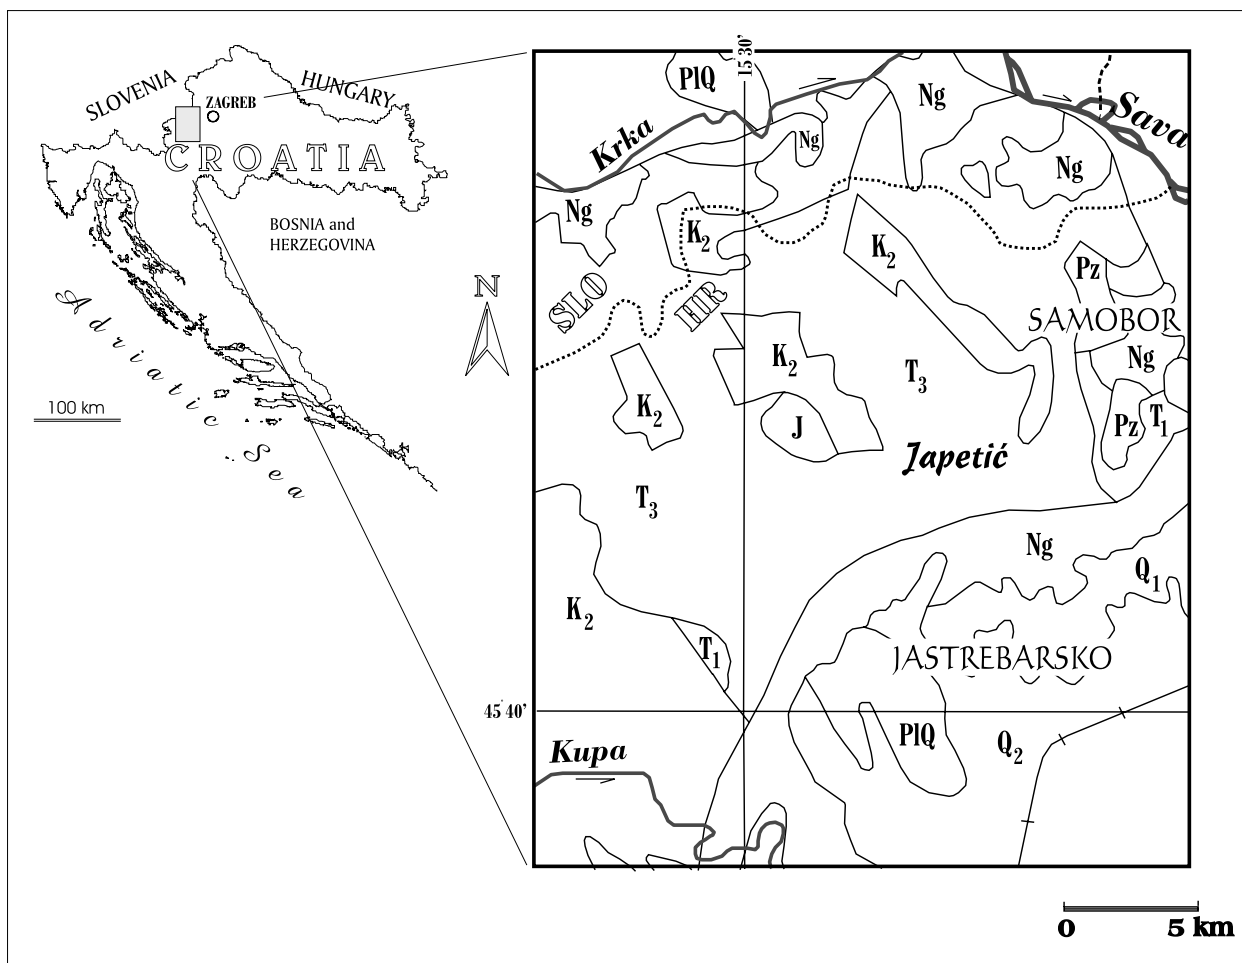 SLOVENIA
HUNGARY
ZAGREB
CROATIA
BOSNIA and
HERZEGOVINA
Adriatic Sea
100 km
N
15°30'
PlQ
Krka
Ng
Ng
Sava
Ng
Ng
K2
K2
Pz
SLO
HR
SAMOBOR
K2
T3
Ng
K2
J
Pz
T1
Japetić
T3
Ng
Q1
K2
T1
JASTREBARSKO
45°40'
PlQ
Q2
Kupa
0 5 km